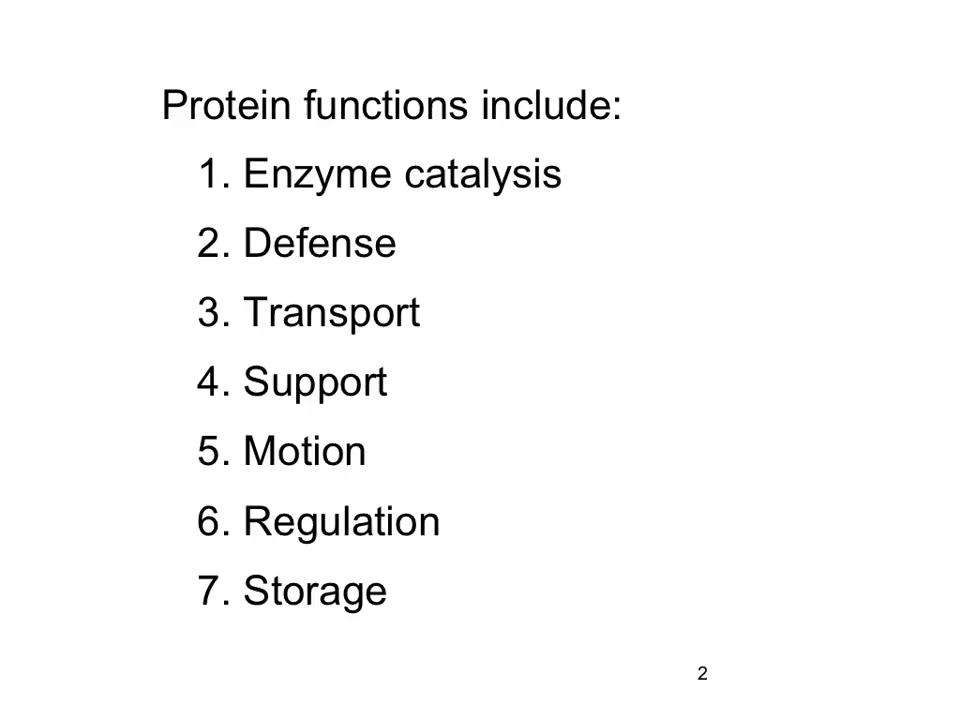 Protein functions include:
1. Enzyme catalysis
2. Defense
3. Transport
4. Support
5. Motion
6. Regulation
7. Storage
2